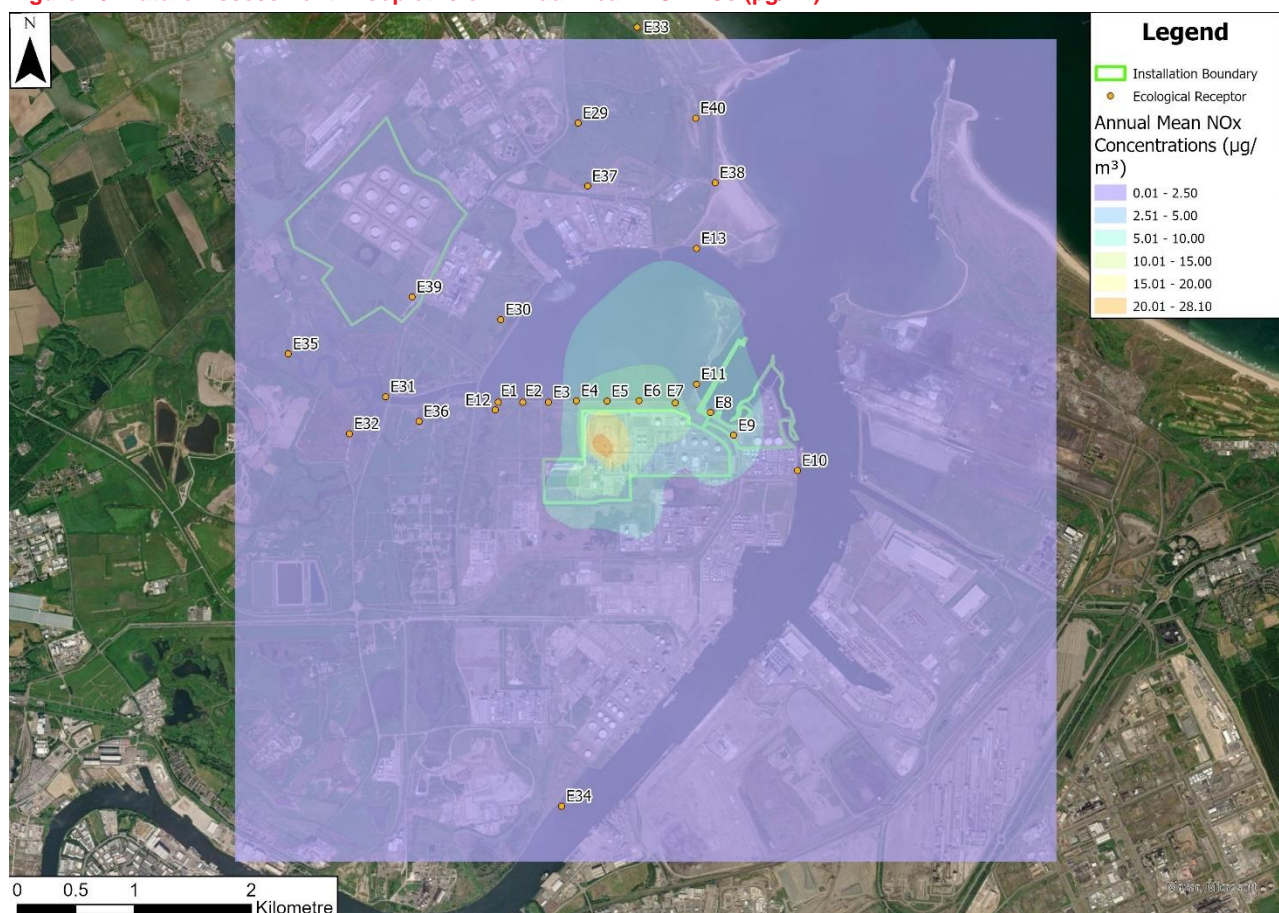 N
E33
E29
E40
E37
E38
E13
E39
E30
E35
E31
E1
E2
E3
E4
E5
E6
E7
E11
E12
E8
E36
E9
E32
E10
E34
Legend
Installation Boundary
Ecological Receptor
Annual Mean NOx
Concentrations (µg/
m³)
0.01 - 2.50
2.51 - 5.00
5.01 - 10.00
10.01 - 15.00
15.01 - 20.00
20.01 - 28.10
0 0.5 1 2
Kilometre
Microsoft